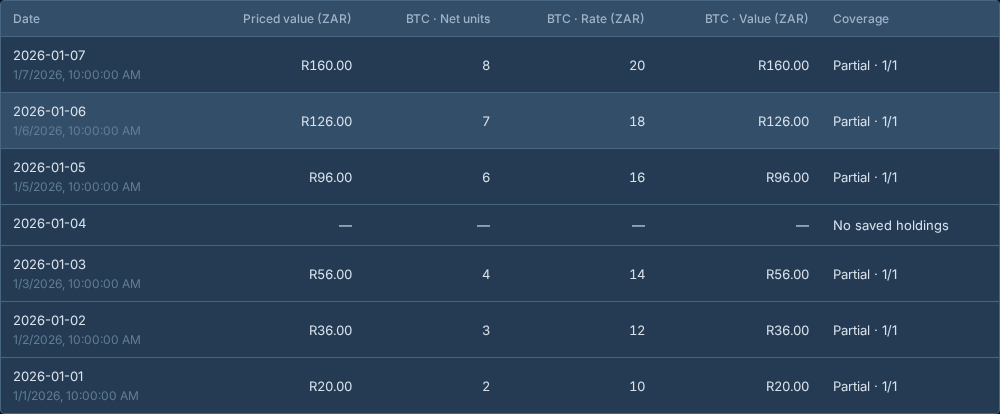 Date Priced value (ZAR) BTC · Net units BTC · Rate (ZAR) BTC · Value (ZAR) Coverage
2026-01-07
1/7/2026, 10:00:00 AM
R160.00 8 20 R160.00 Partial · 1/1
2026-01-06
1/6/2026, 10:00:00 AM
R126.00 7 18 R126.00 Partial · 1/1
2026-01-05
1/5/2026, 10:00:00 AM
R96.00 6 16 R96.00 Partial · 1/1
2026-01-04 — — — — No saved holdings
2026-01-03
1/3/2026, 10:00:00 AM
R56.00 4 14 R56.00 Partial · 1/1
2026-01-02
1/2/2026, 10:00:00 AM
R36.00 3 12 R36.00 Partial · 1/1
2026-01-01
1/1/2026, 10:00:00 AM
R20.00 2 10 R20.00 Partial · 1/1